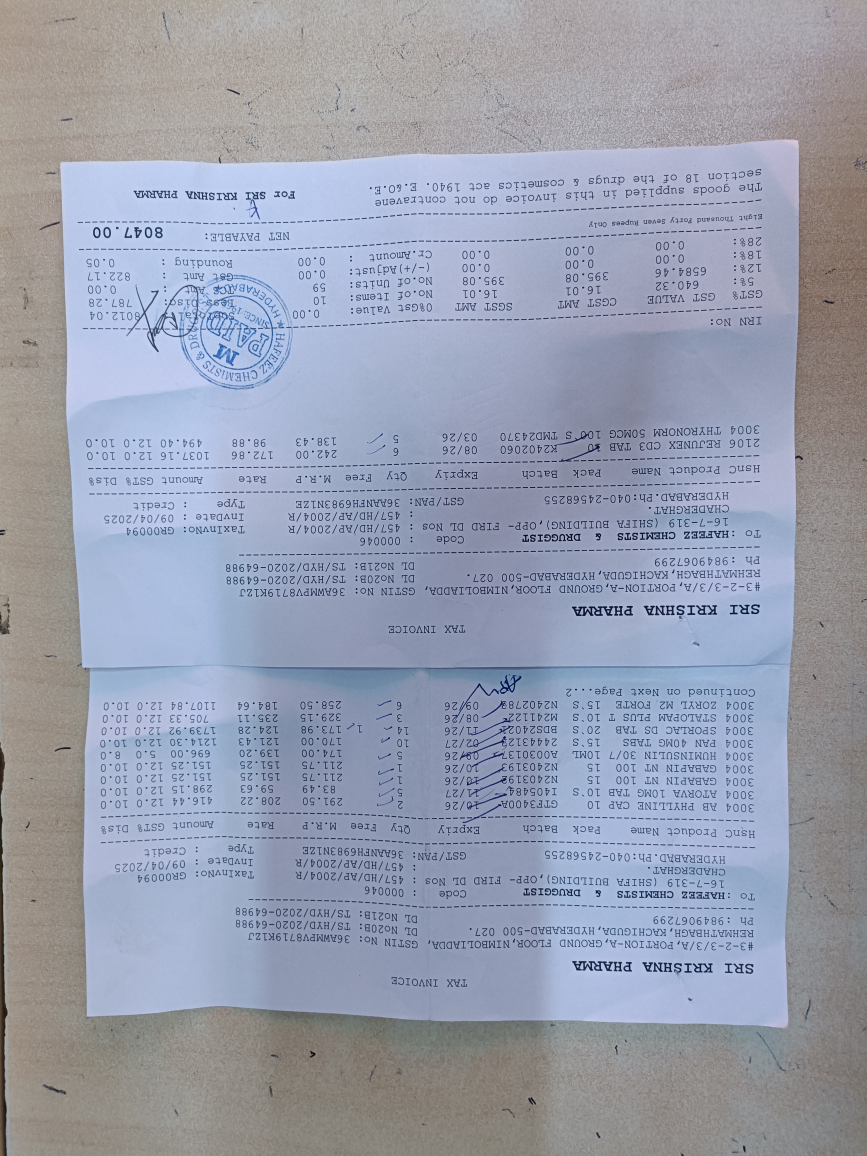 TAX INVOICE
SRI KRISHNA PHARMA
#3-2-3/3/A, PORTION-A, GROUND FLOOR, NIMBOLIADDA, GSTIN No: 36AWMPV8719K1ZJ
REHMATHBAGH, KACHIGUDA, HYDERABAD-500 027. DL No20B: TS/HYD/2020-64988
Ph : 9849067299 DL No21B: TS/HYD/2020-64988
To : HAFEEZ CHEMISTS & DRUGGIST Code : 000046
16-7-319 (SHIFA BUILDING), OPP- FIRD DL Nos : 457/HD/AP/2004/R TaxInvNo: GR00094
CHADERGHAT. : 457/HD/AP/2004/R InvDate : 09/04/2025
HYDERABAD.Ph:040-24568255 GST/PAN: 36AANFH6983N1ZE Type : Credit
HsnC Product Name Pack Batch Expriy Qty Free M.R.P Rate Amount GST% Dis%
3004 AB PHYLLINE CAP 10 GTF3400A 10/26 2 291.50 208.22 416.44 12.0 10.0
3004 ATORVA 10MG TAB 10'S I405484 11/27 5 83.49 59.63 298.15 12.0 10.0
3004 GABAPIN NT 100 15 N2403192 10/26 1 211.75 151.25 151.25 12.0 10.0
3004 GABAPIN NT 100 15 N2403193 10/26 1 211.75 151.25 151.25 12.0 10.0
3004 HUMINSULIN 30/7 10ML A0030137 09/26 5 174.00 139.20 696.00 5.0 8.0
3004 PAN 40MG TABS 15'S 24443123 02/27 10 170.00 121.43 1214.30 12.0 10.0
3004 SPORLAC DS TAB 20'S BDS2402 11/26 14 1 173.98 124.28 1739.92 12.0 10.0
3004 STALOPAM PLUS T 10'S M241122 08/26 3 329.15 235.11 705.33 12.0 10.0
3004 ZORYL M2 FORTE 15'S N2402789 09/26 6 258.50 184.64 1107.84 12.0 10.0
Continued on Next Page...2
TAX INVOICE
SRI KRISHNA PHARMA
#3-2-3/3/A, PORTION-A, GROUND FLOOR, NIMBOLIADDA, GSTIN No: 36AWMPV8719K1ZJ
REHMATHBAGH, KACHIGUDA, HYDERABAD-500 027. DL No20B: TS/HYD/2020-64988
Ph : 9849067299 DL No21B: TS/HYD/2020-64988
To : HAFEEZ CHEMISTS & DRUGGIST Code : 000046
16-7-319 (SHIFA BUILDING), OPP- FIRD DL Nos : 457/HD/AP/2004/R TaxInvNo: GR00094
CHADERGHAT. : 457/HD/AP/2004/R InvDate : 09/04/2025
HYDERABAD.Ph:040-24568255 GST/PAN: 36AANFH6983N1ZE Type : Credit
HsnC Product Name Pack Batch Expriy Qty Free M.R.P Rate Amount GST% Dis%
2106 REJUNEX CD3 TAB 10 K2402060 08/26 6 242.00 172.86 1037.16 12.0 10.0
3004 THYRONORM 50MCG 100'S TMD24370 03/26 5 138.43 98.88 494.40 12.0 10.0
IRN No:
GST% GST VALUE CGST AMT SGST AMT 0%Gst Value: 0.00 SubTotal : 8012.04
5%: 640.32 16.01 16.01 No.of Items: 10 Less Disc: 787.28
12%: 6584.46 395.08 395.08 No.of Units: 59 Amt : 0.00
18%: 0.00 0.00 0.00 (-/+)Adjust: 0.00 Gst Amt : 822.17
28%: 0.00 0.00 0.00 Cr.Amount : 0.00 Rounding : 0.05
Eight Thousand Forty Seven Rupees Only NET PAYABLE: 8047.00
The goods supplied in this invoice do not contravene
section 18 of the drugs & cosmetics act 1940. E.&O.E. For SRI KRISHNA PHARMA
HAFEEZ CHEMISTS & DRU
M
PAID
SINCE
HYDERABAD